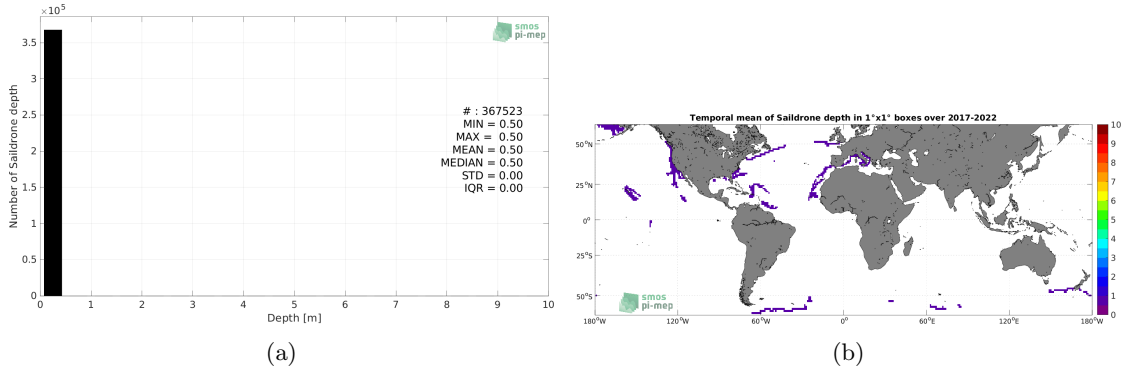 ×10⁵
smos
pi-mep
3.5
3
2.5
2
1.5
1
0.5
0
Number of Saildrone depth
# : 367523
MIN = 0.50
MAX = 0.50
MEAN = 0.50
MEDIAN = 0.50
STD = 0.00
IQR = 0.00
0 1 2 3 4 5 6 7 8 9 10
Depth [m]
(a)
Temporal mean of Saildrone depth in 1°x1° boxes over 2017-2022
50°N
25°N
0°
25°S
50°S
smos
pi-mep
180°W 120°W 60°W 0° 60°E 120°E 180°W
10
9
8
7
6
5
4
3
2
1
0
(b)